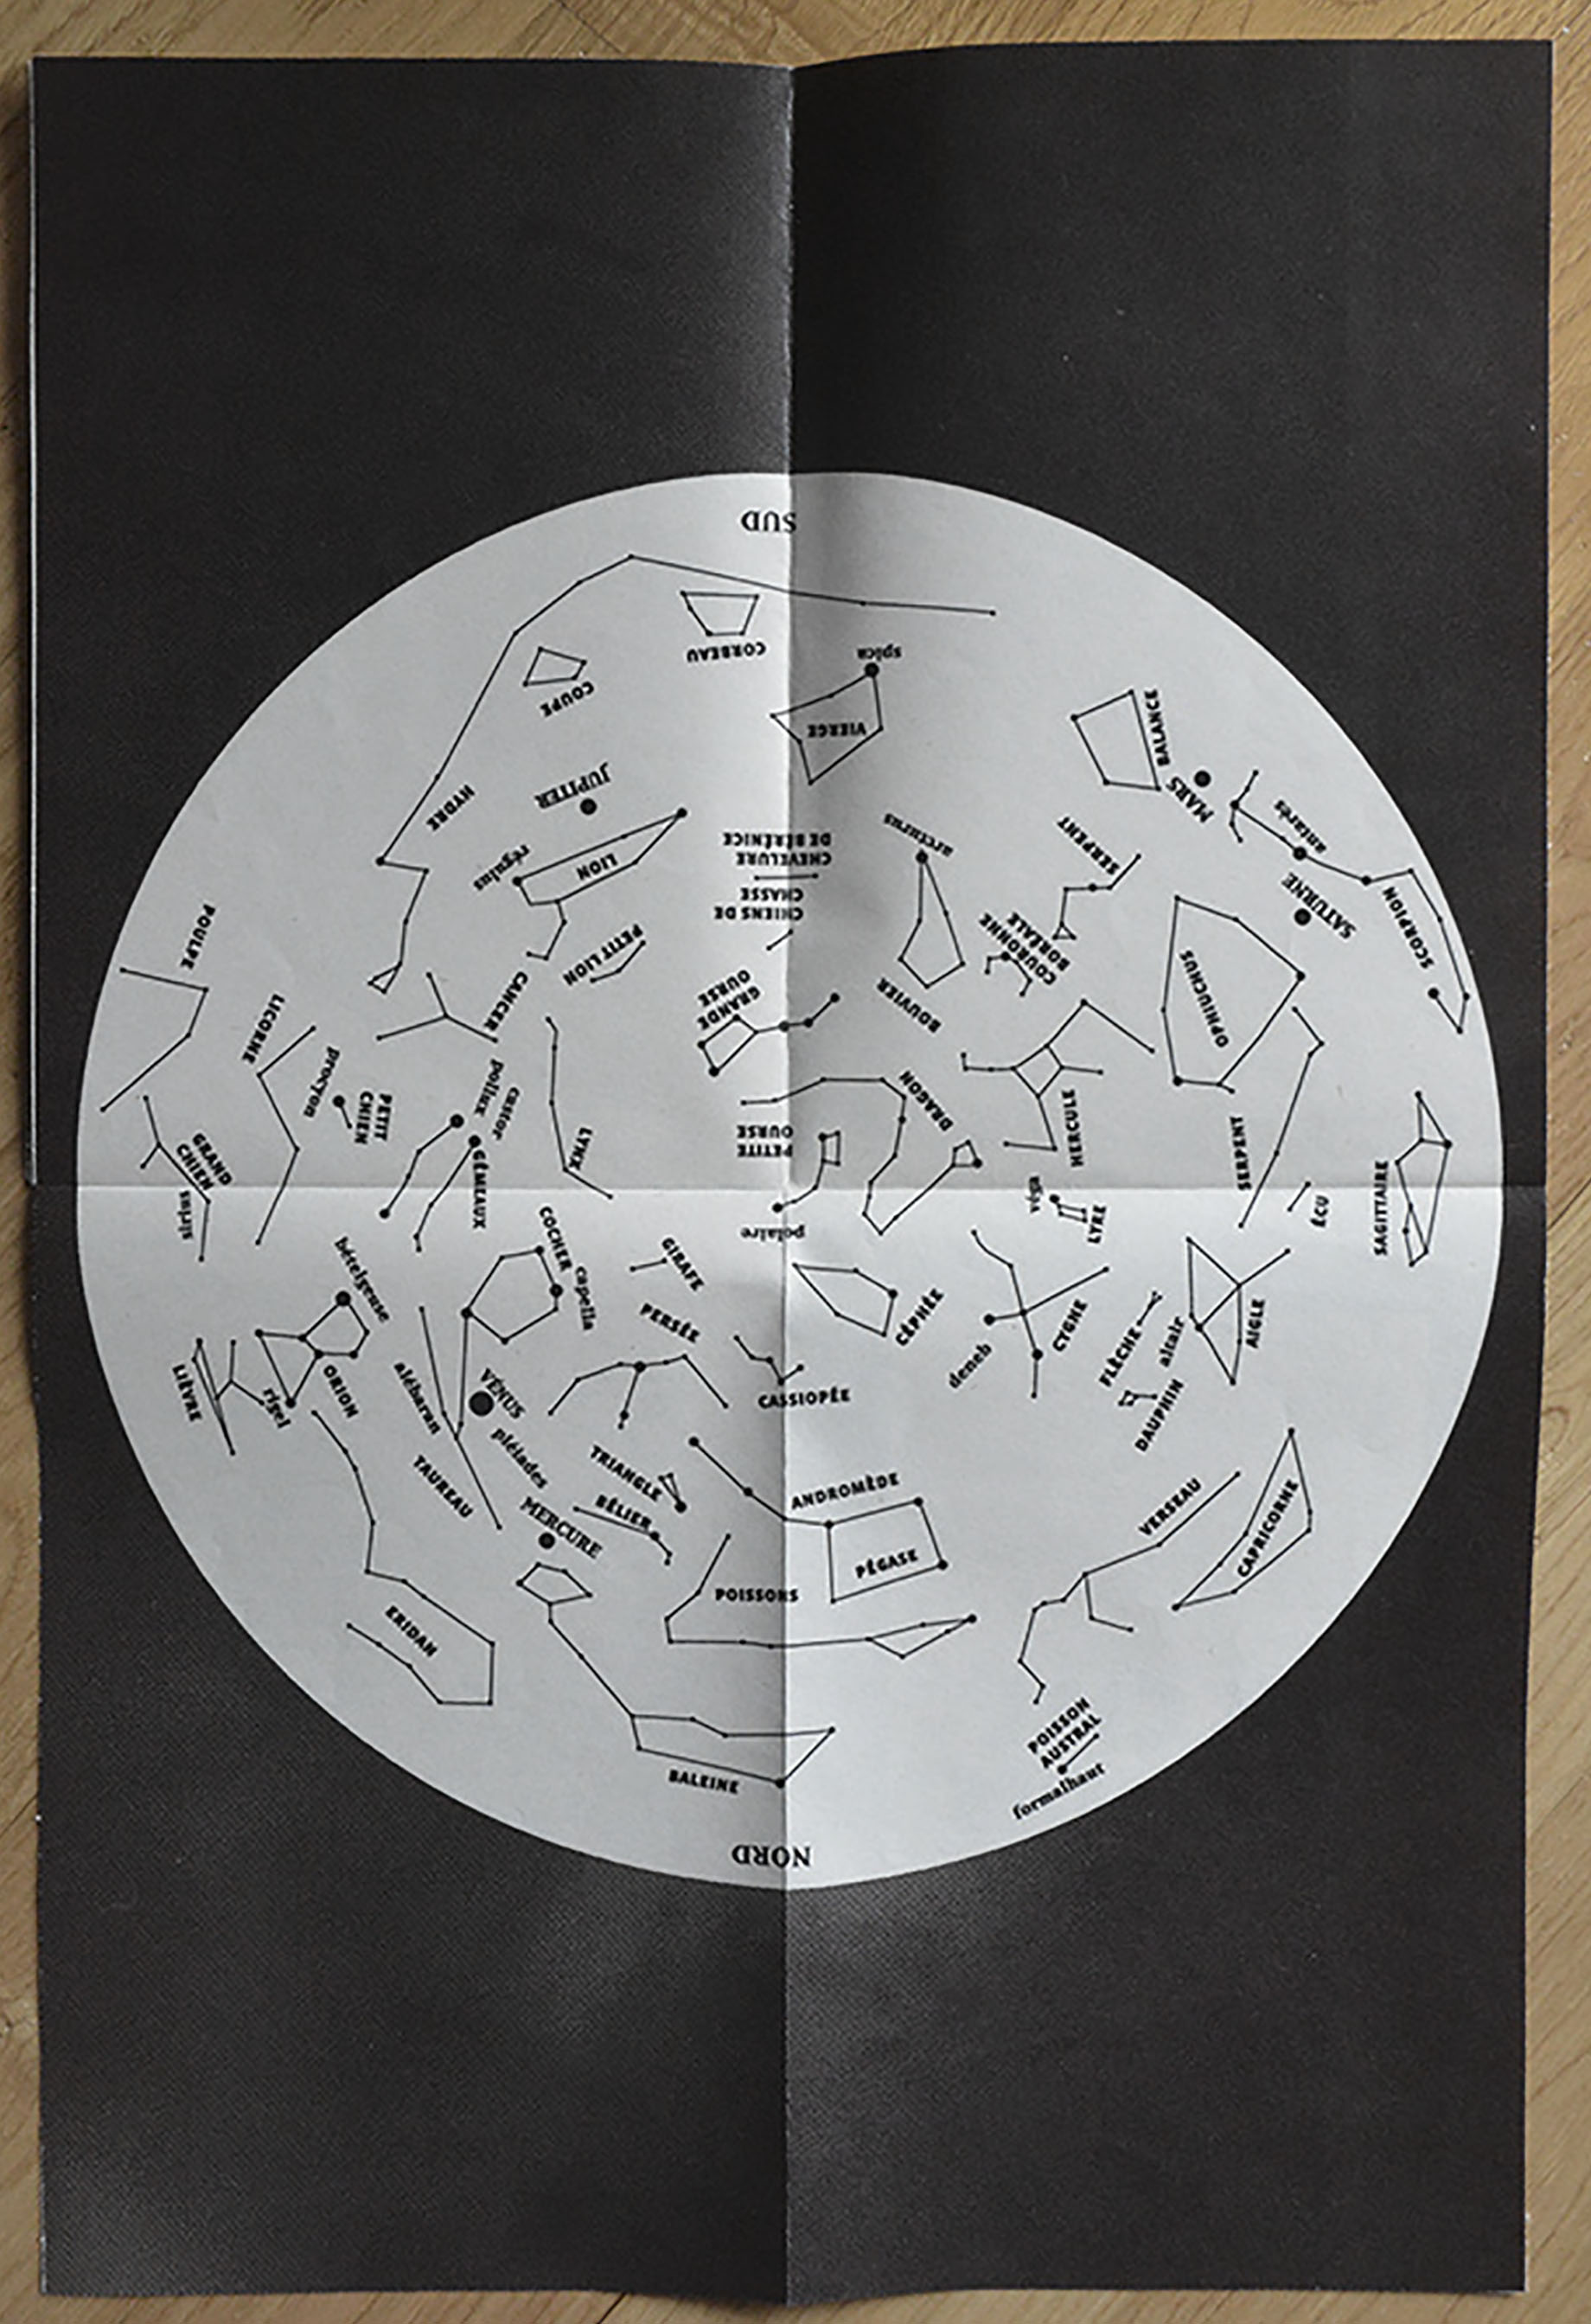 SUD
CORBEAU
COUPE
spica
VIERGE
BALANCE
MARS
JUPITER
HYDRE
antarès
SERPENT
arcturus
CHEVELURE
DE BÉRÉNICE
régulus
LION
CHIENS DE
CHASSE
SATURNE
SCORPION
POULPE
PETIT LION
COURONNE
BORÉALE
OPHIUCHUS
CANCER
GRANDE
OURSE
BOUVIER
LICORNE
procyon
PETIT
CHIEN
pollux
castor
GÉMEAUX
LYNX
DRAGON
PETITE
OURSE
HERCULE
SERPENT
GRAND
CHIEN
sirius
polaire
véga
LYRE
ÉCU
SAGITTAIRE
bételgeuse
COCHER
capella
GIRAFE
PERSÉE
CÉPHÉE
CYGNE
deneb
FLÈCHE
altaïr
AIGLE
DAUPHIN
LIÈVRE
rigel
ORION
aldébaran
VÉNUS
CASSIOPÉE
pléiades
TAUREAU
TRIANGLE
BÉLIER
MERCURE
ANDROMÈDE
PÉGASE
POISSONS
VERSEAU
CAPRICORNE
ERIDAN
BALEINE
POISSON
AUSTRAL
formalhaut
NORD